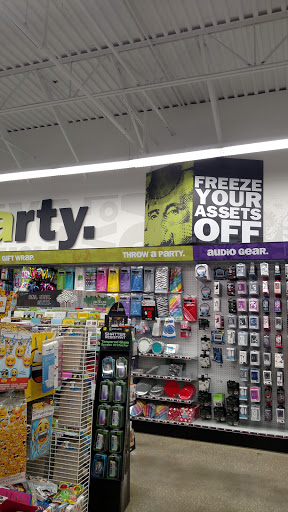 arty.
FREEZE
YOUR
ASSETS
OFF
GIFT WRAP.
THROW A PARTY.
AUDIO GEAR.